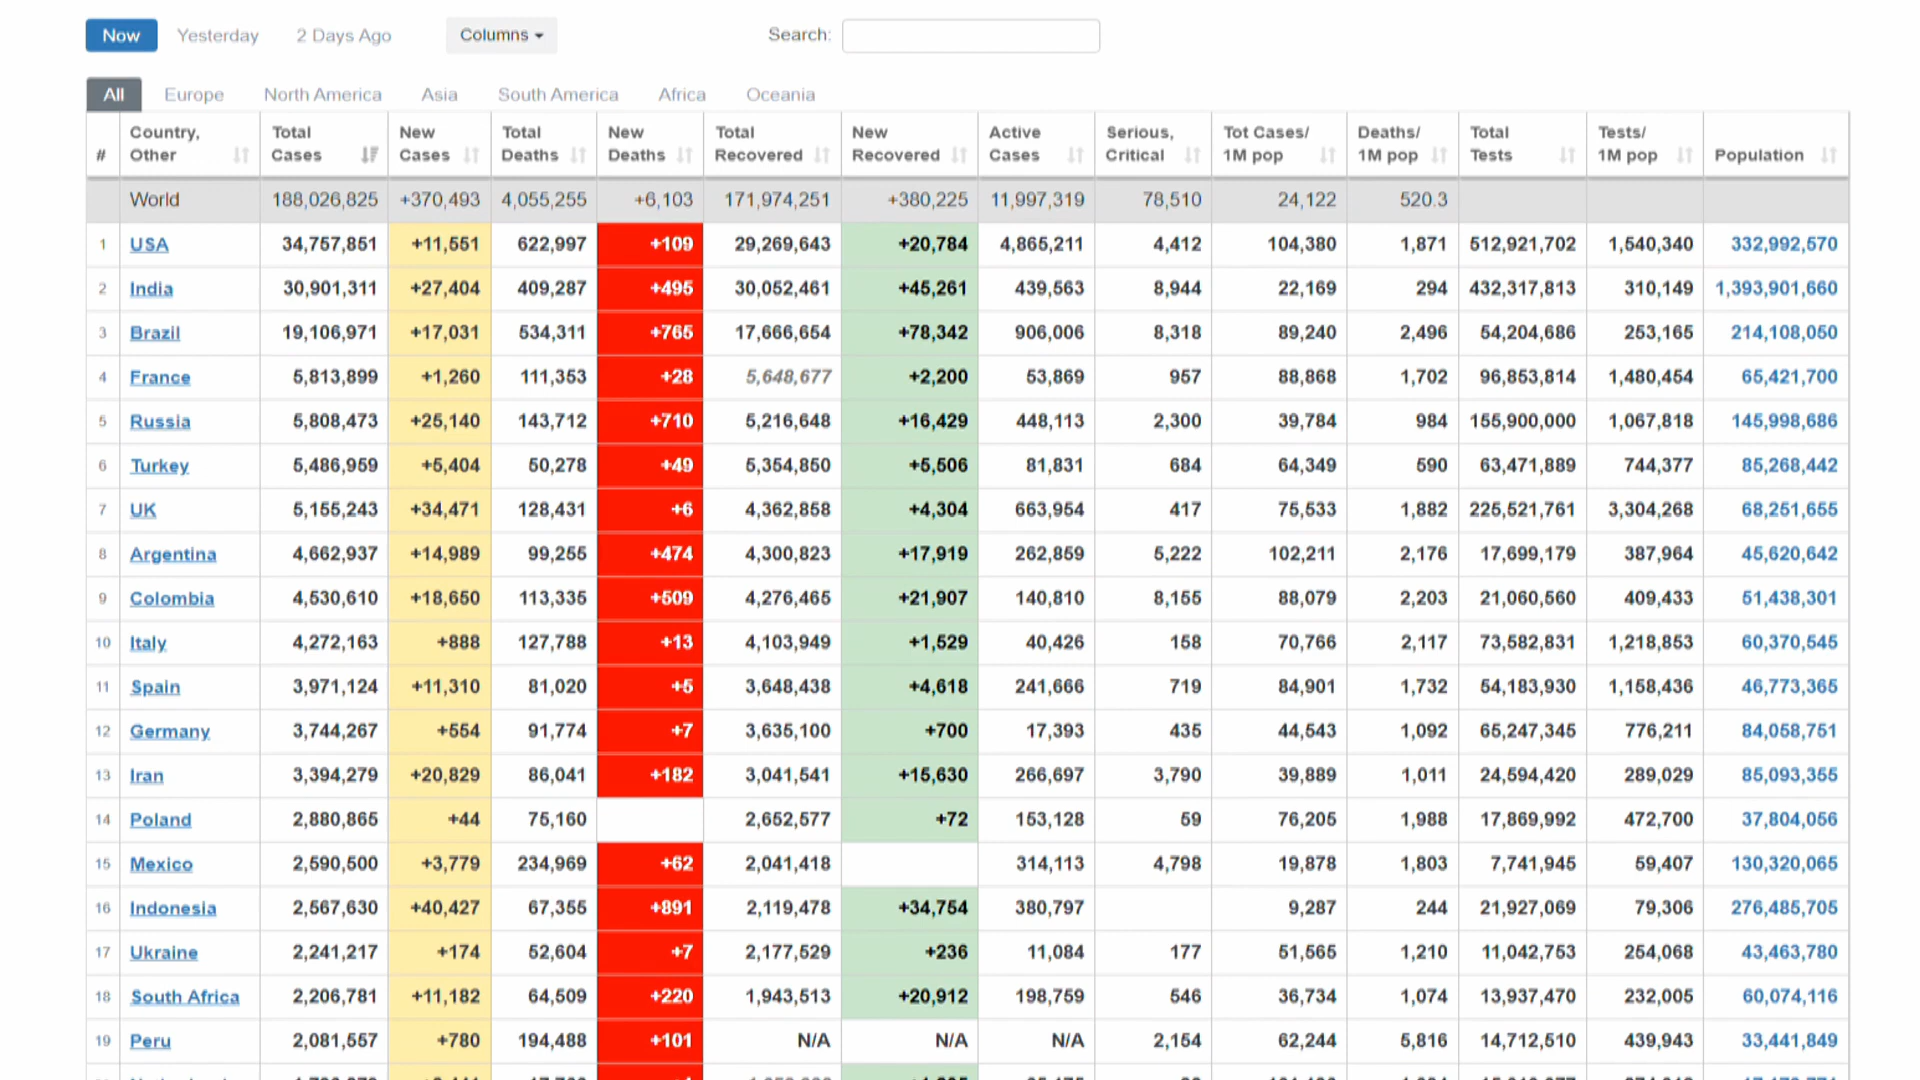 Now Yesterday 2 Days Ago Columns Search:
All Europe North America Asia South America Africa Oceania
# Country, Other Total Cases New Cases Total Deaths New Deaths Total Recovered New Recovered Active Cases Serious, Critical Tot Cases/ 1M pop Deaths/ 1M pop Total Tests Tests/ 1M pop Population
World 188,026,825 +370,493 4,055,255 +6,103 171,974,251 +380,225 11,997,319 78,510 24,122 520.3
1 USA 34,757,851 +11,551 622,997 +109 29,269,643 +20,784 4,865,211 4,412 104,380 1,871 512,921,702 1,540,340 332,992,570
2 India 30,901,311 +27,404 409,287 +495 30,052,461 +45,261 439,563 8,944 22,169 294 432,317,813 310,149 1,393,901,660
3 Brazil 19,106,971 +17,031 534,311 +765 17,666,654 +78,342 906,006 8,318 89,240 2,496 54,204,686 253,165 214,108,050
4 France 5,813,899 +1,260 111,353 +28 5,648,677 +2,200 53,869 957 88,868 1,702 96,853,814 1,480,454 65,421,700
5 Russia 5,808,473 +25,140 143,712 +710 5,216,648 +16,429 448,113 2,300 39,784 984 155,900,000 1,067,818 145,998,686
6 Turkey 5,486,959 +5,404 50,278 +49 5,354,850 +5,506 81,831 684 64,349 590 63,471,889 744,377 85,268,442
7 UK 5,155,243 +34,471 128,431 +6 4,362,858 +4,304 663,954 417 75,533 1,882 225,521,761 3,304,268 68,251,655
8 Argentina 4,662,937 +14,989 99,255 +474 4,300,823 +17,919 262,859 5,222 102,211 2,176 17,699,179 387,964 45,620,642
9 Colombia 4,530,610 +18,650 113,335 +509 4,276,465 +21,907 140,810 8,155 88,079 2,203 21,060,560 409,433 51,438,301
10 Italy 4,272,163 +888 127,788 +13 4,103,949 +1,529 40,426 158 70,766 2,117 73,582,831 1,218,853 60,370,545
11 Spain 3,971,124 +11,310 81,020 +5 3,648,438 +4,618 241,666 719 84,901 1,732 54,183,930 1,158,436 46,773,365
12 Germany 3,744,267 +554 91,774 +7 3,635,100 +700 17,393 435 44,543 1,092 65,247,345 776,211 84,058,751
13 Iran 3,394,279 +20,829 86,041 +182 3,041,541 +15,630 266,697 3,790 39,889 1,011 24,594,420 289,029 85,093,355
14 Poland 2,880,865 +44 75,160 2,652,577 +72 153,128 59 76,205 1,988 17,869,992 472,700 37,804,056
15 Mexico 2,590,500 +3,779 234,969 +62 2,041,418 314,113 4,798 19,878 1,803 7,741,945 59,407 130,320,065
16 Indonesia 2,567,630 +40,427 67,355 +891 2,119,478 +34,754 380,797 9,287 244 21,927,069 79,306 276,485,705
17 Ukraine 2,241,217 +174 52,604 +7 2,177,529 +236 11,084 177 51,565 1,210 11,042,753 254,068 43,463,780
18 South Africa 2,206,781 +11,182 64,509 +220 1,943,513 +20,912 198,759 546 36,734 1,074 13,937,470 232,005 60,074,116
19 Peru 2,081,557 +780 194,488 +101 N/A N/A N/A 2,154 62,244 5,816 14,712,510 439,943 33,441,849